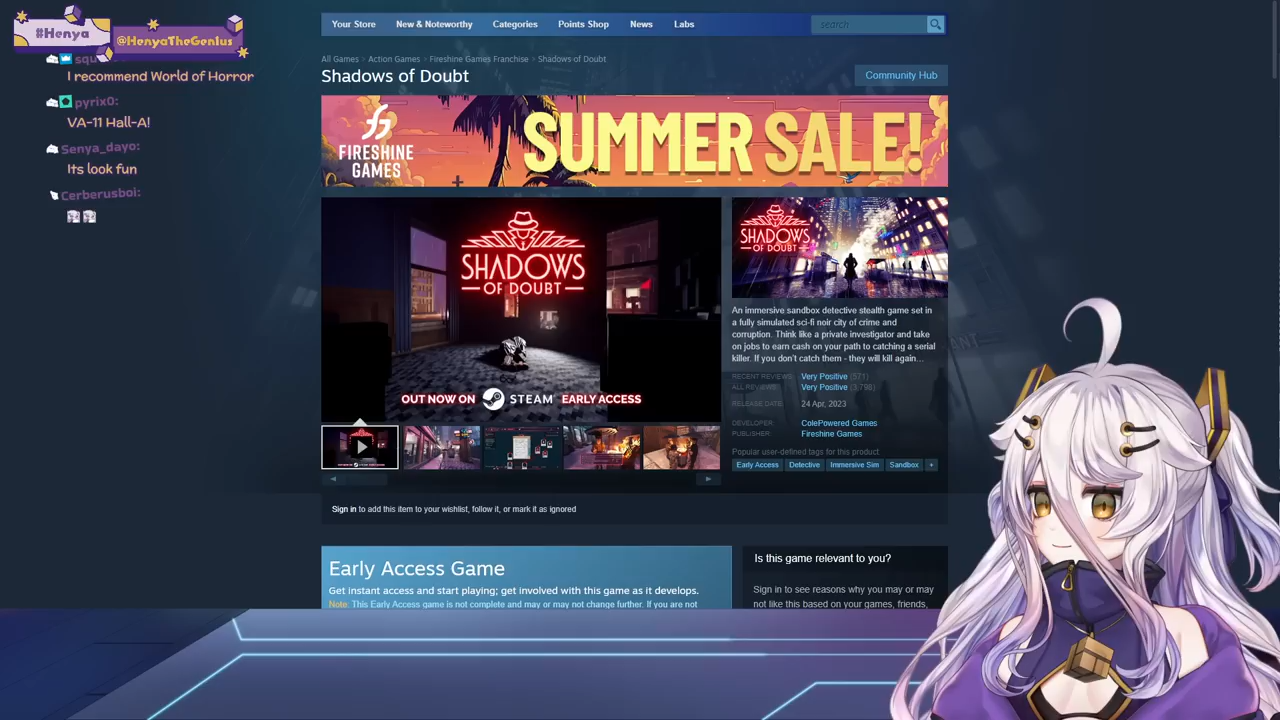 #Henya
@HenyaTheGenius
I recommend World of Horror
pyrix0:
VA-11 Hall-A!
Senya_dayo:
Its look fun
Cerberusboi:
Your Store
New & Noteworthy
Categories
Points Shop
News
Labs
search
All Games > Action Games > Fireshine Games Franchise > Shadows of Doubt
Shadows of Doubt
Community Hub
FIRESHINE
GAMES
SUMMER SALE!
SHADOWS
OF DOUBT
OUT NOW ON STEAM EARLY ACCESS
SHADOWS
OF DOUBT
An immersive sandbox detective stealth game set in
a fully simulated sci-fi noir city of crime and
corruption. Think like a private investigator and take
on jobs to earn cash on your path to catching a serial
killer. If you don't catch them - they will kill again...
RECENT REVIEWS: Very Positive (571)
ALL REVIEWS: Very Positive (3,798)
RELEASE DATE: 24 Apr, 2023
DEVELOPER: ColePowered Games
PUBLISHER: Fireshine Games
Popular user-defined tags for this product:
Early Access
Detective
Immersive Sim
Sandbox
+
Sign in to add this item to your wishlist, follow it, or mark it as ignored
Early Access Game
Get instant access and start playing; get involved with this game as it develops.
Note: This Early Access game is not complete and may or may not change further. If you are not
Is this game relevant to you?
Sign in to see reasons why you may or may
not like this based on your games, friends,